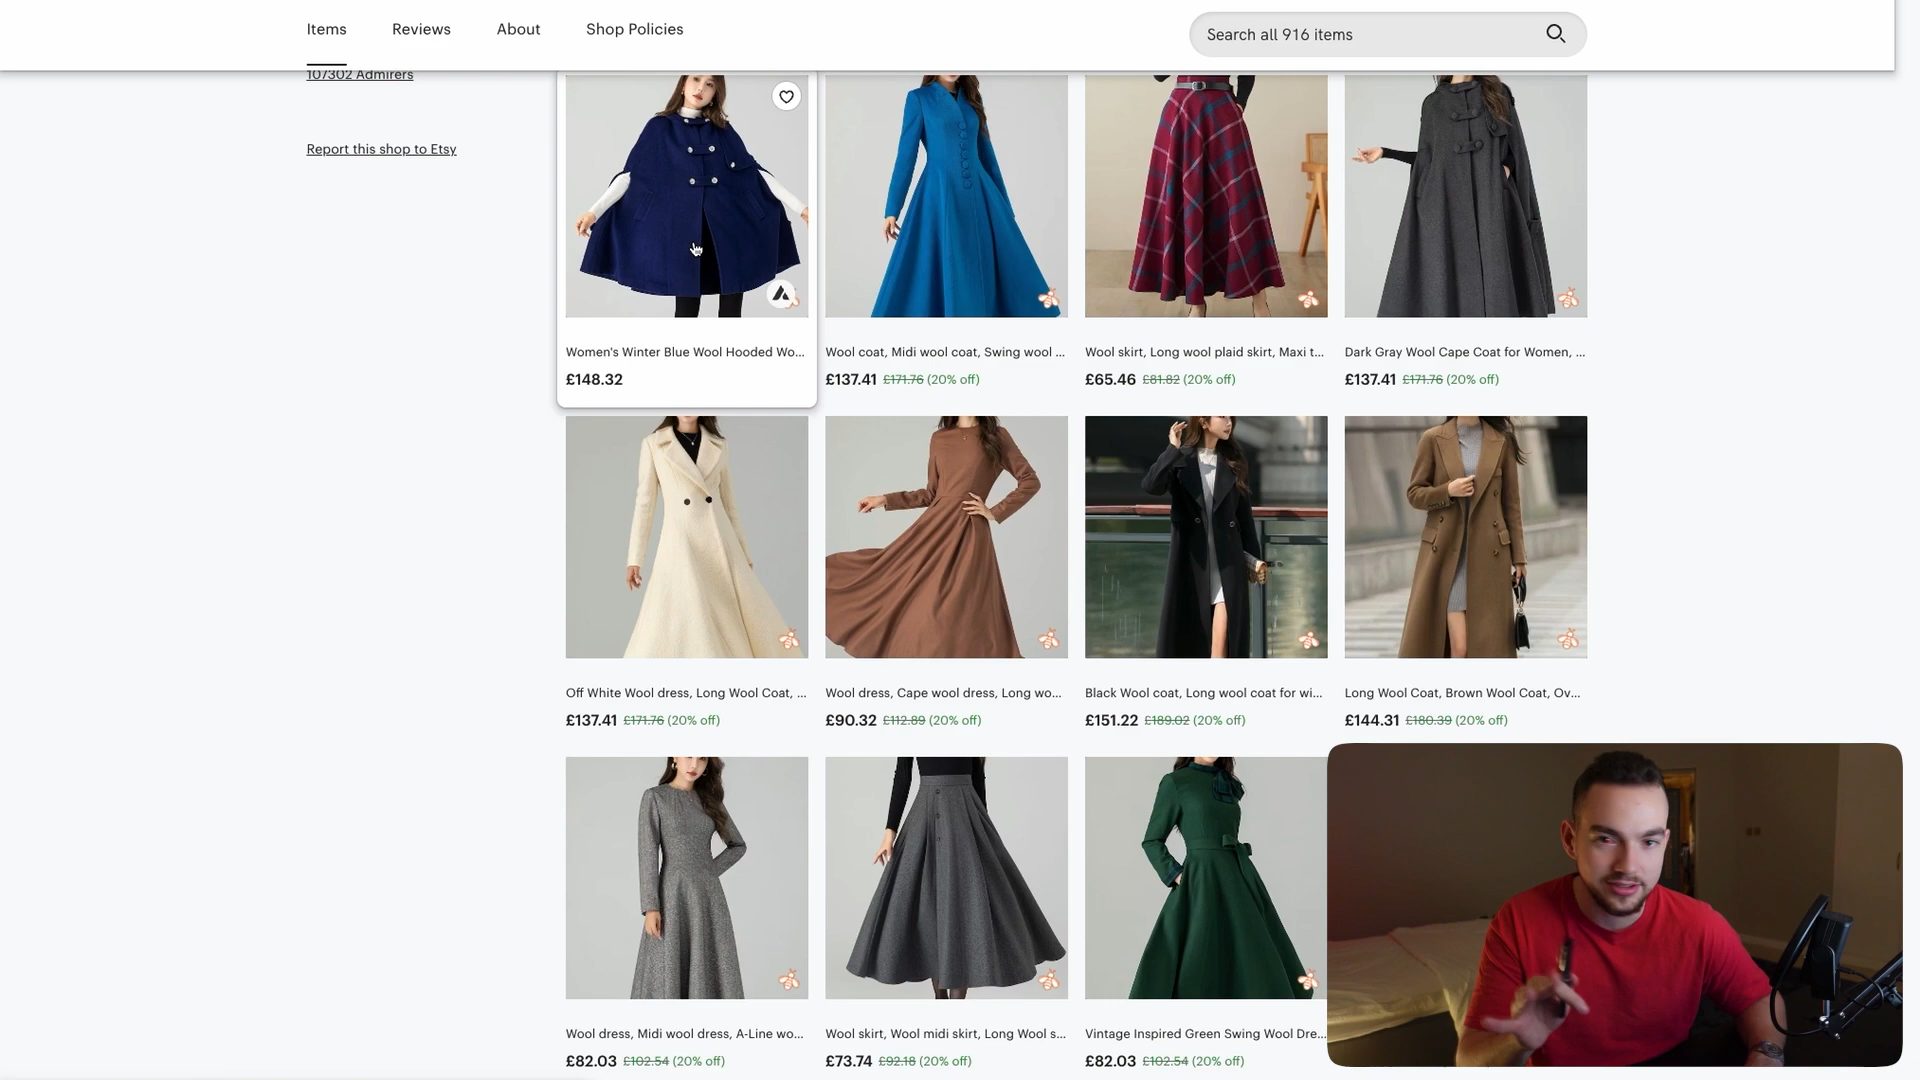 Items
Reviews
About
Shop Policies
Search all 916 items
107302 Admirers
Report this shop to Etsy
Women's Winter Blue Wool Hooded Wo...
£148.32
Wool coat, Midi wool coat, Swing wool ...
£137.41 £171.76 (20% off)
Wool skirt, Long wool plaid skirt, Maxi t...
£65.46 £81.82 (20% off)
Dark Gray Wool Cape Coat for Women, ...
£137.41 £171.76 (20% off)
Off White Wool dress, Long Wool Coat, ...
£137.41 £171.76 (20% off)
Wool dress, Cape wool dress, Long wo...
£90.32 £112.89 (20% off)
Black Wool coat, Long wool coat for wi...
£151.22 £189.02 (20% off)
Long Wool Coat, Brown Wool Coat, Ov...
£144.31 £180.39 (20% off)
Wool dress, Midi wool dress, A-Line wo...
£82.03 £102.54 (20% off)
Wool skirt, Wool midi skirt, Long Wool s...
£73.74 £92.18 (20% off)
Vintage Inspired Green Swing Wool Dre...
£82.03 £102.54 (20% off)